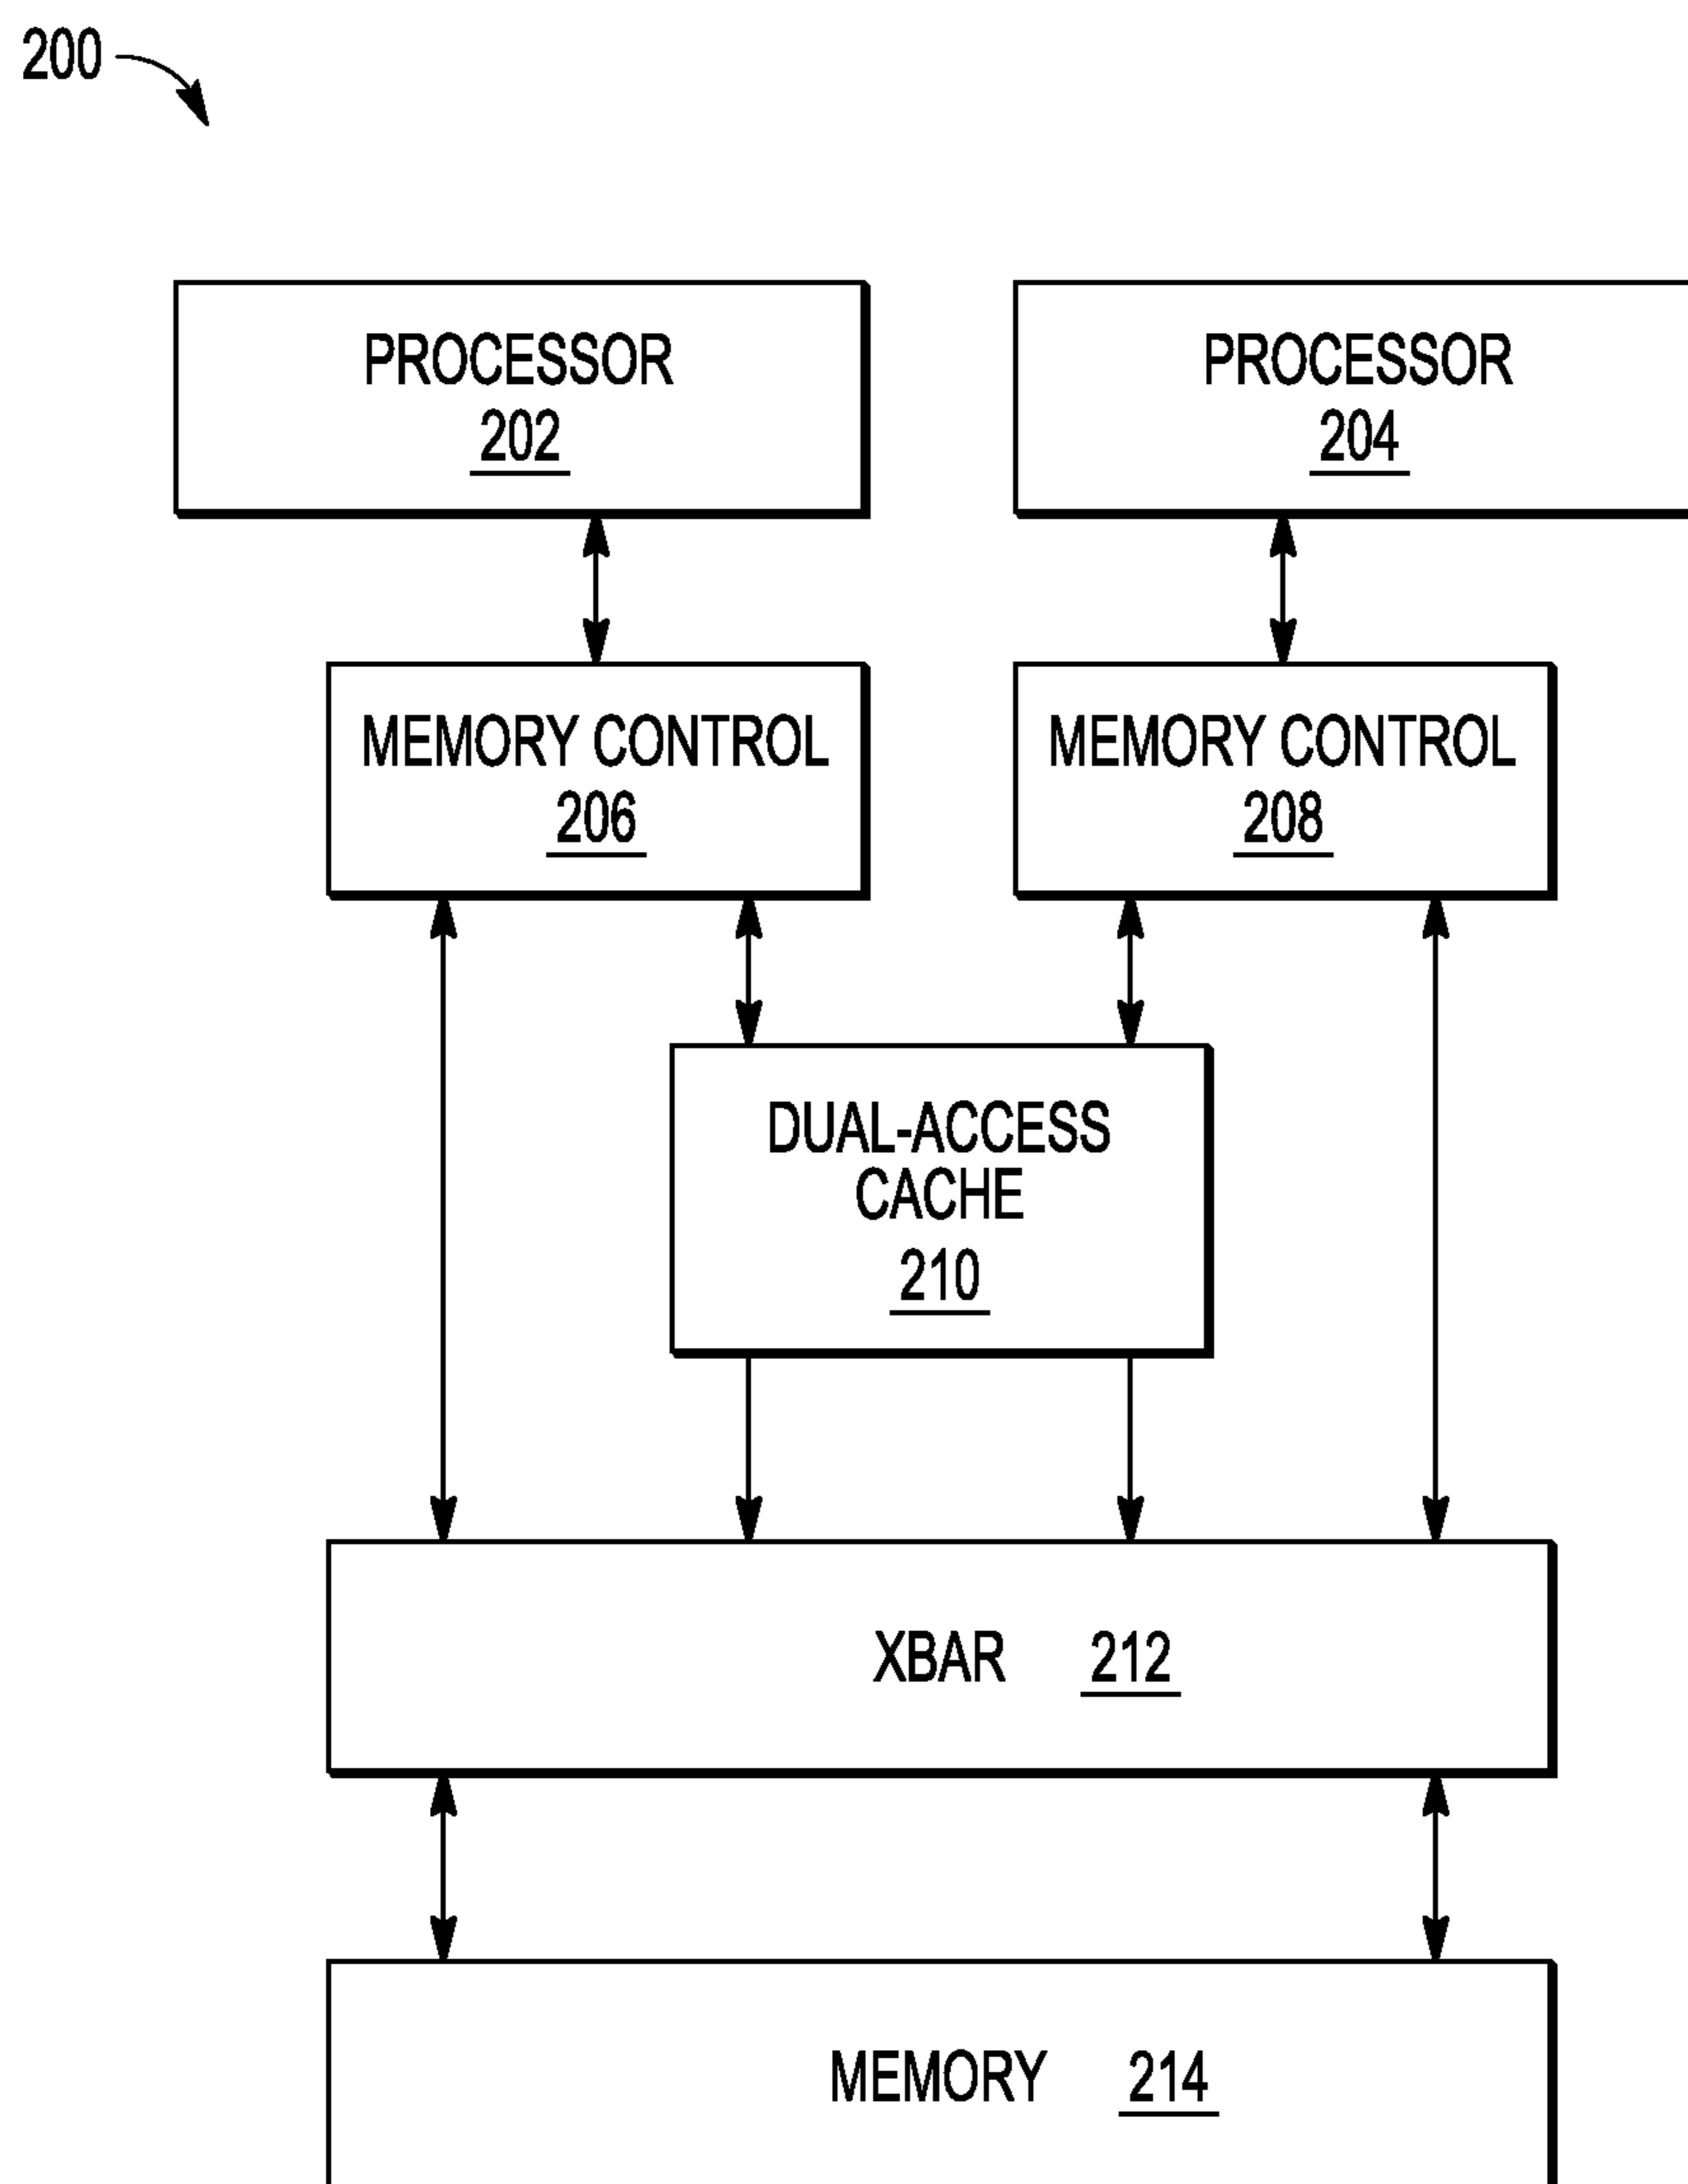 200
PROCESSOR
202
PROCESSOR
204
MEMORY CONTROL
206
MEMORY CONTROL
208
DUAL-ACCESS
CACHE
210
XBAR 212
MEMORY 214